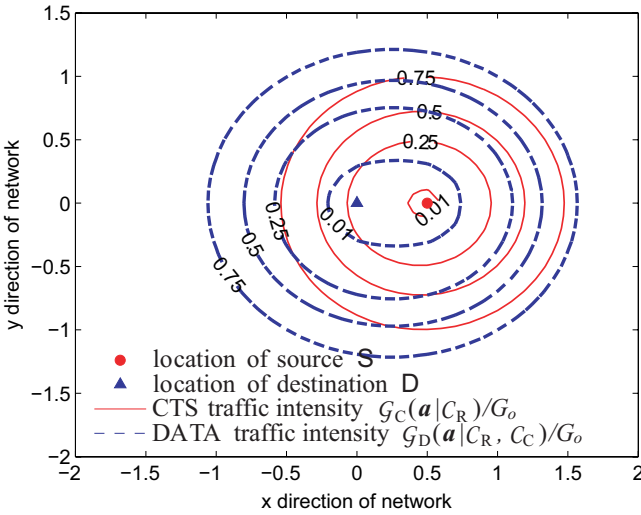 1.5
1
0.5
0
−0.5
−1
−1.5
−2
y direction of network
0.75
0.5
0.25
0.01
0.01
0.25
0.5
0.75
location of source S
location of destination D
CTS traffic intensity 𝒢C(a|CR)/Go
DATA traffic intensity 𝒢D(a|CR, CC)/Go
−2 −1.5 −1 −0.5 0 0.5 1 1.5 2
x direction of network